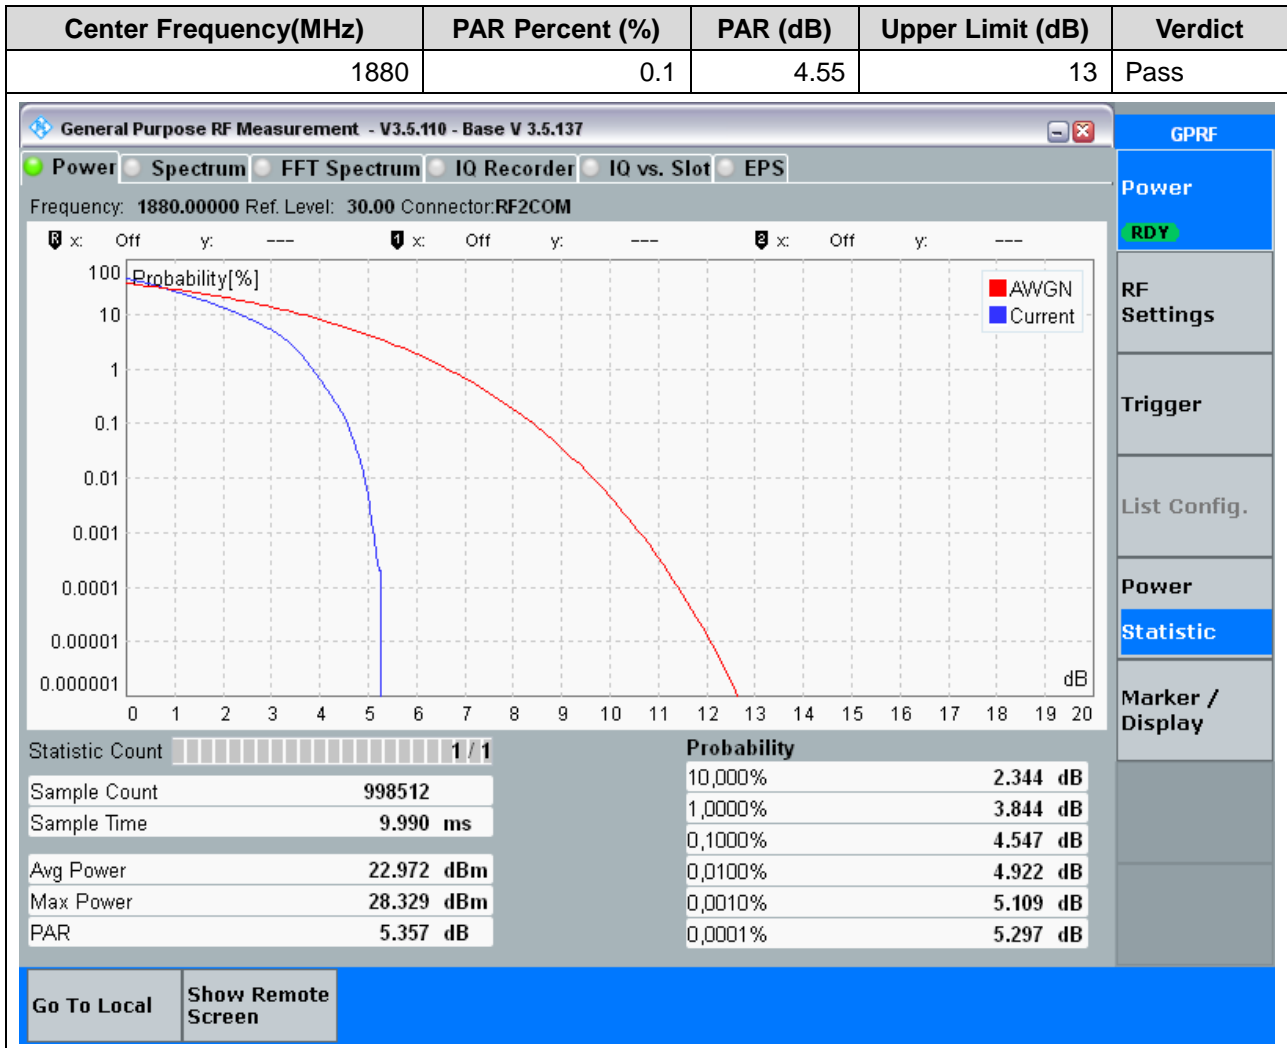 Center Frequency(MHz) PAR Percent (%) PAR (dB) Upper Limit (dB) Verdict
1880 0.1 4.55 13 Pass
General Purpose RF Measurement - V3.5.110 - Base V 3.5.137
GPRF
Power Spectrum FFT Spectrum IQ Recorder IQ vs. Slot EPS
Power
RDY
Frequency: 1880.00000 Ref. Level: 30.00 Connector:RF2COM
R x: Off y: --- 1 x: Off y: --- 2 x: Off y: ---
Probability[%]
AWGN
Current
100
10
1
0.1
0.01
0.001
0.0001
0.00001
0.000001
dB
0 1 2 3 4 5 6 7 8 9 10 11 12 13 14 15 16 17 18 19 20
RF
Settings
Trigger
List Config.
Power
Statistic
Marker /
Display
Statistic Count 1 / 1
Sample Count 998512
Sample Time 9.990 ms
Avg Power 22.972 dBm
Max Power 28.329 dBm
PAR 5.357 dB
Probability
10,000% 2.344 dB
1,0000% 3.844 dB
0,1000% 4.547 dB
0,0100% 4.922 dB
0,0010% 5.109 dB
0,0001% 5.297 dB
Go To Local
Show Remote
Screen